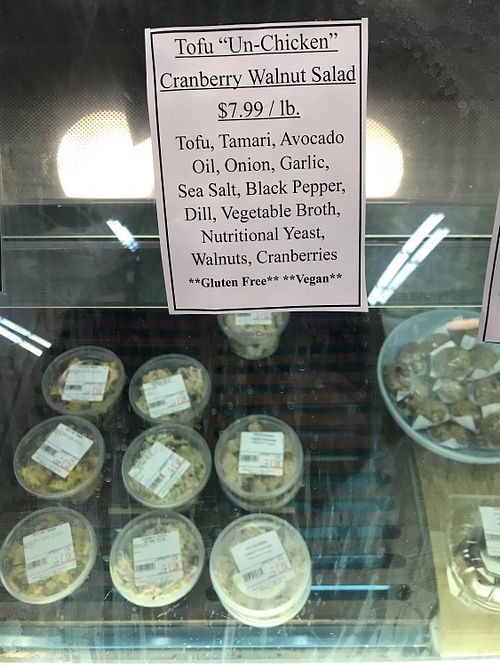 Tofu “Un-Chicken”
Cranberry Walnut Salad
$7.99 / lb.
Tofu, Tamari, Avocado
Oil, Onion, Garlic,
Sea Salt, Black Pepper,
Dill, Vegetable Broth,
Nutritional Yeast,
Walnuts, Cranberries
**Gluten Free** **Vegan**